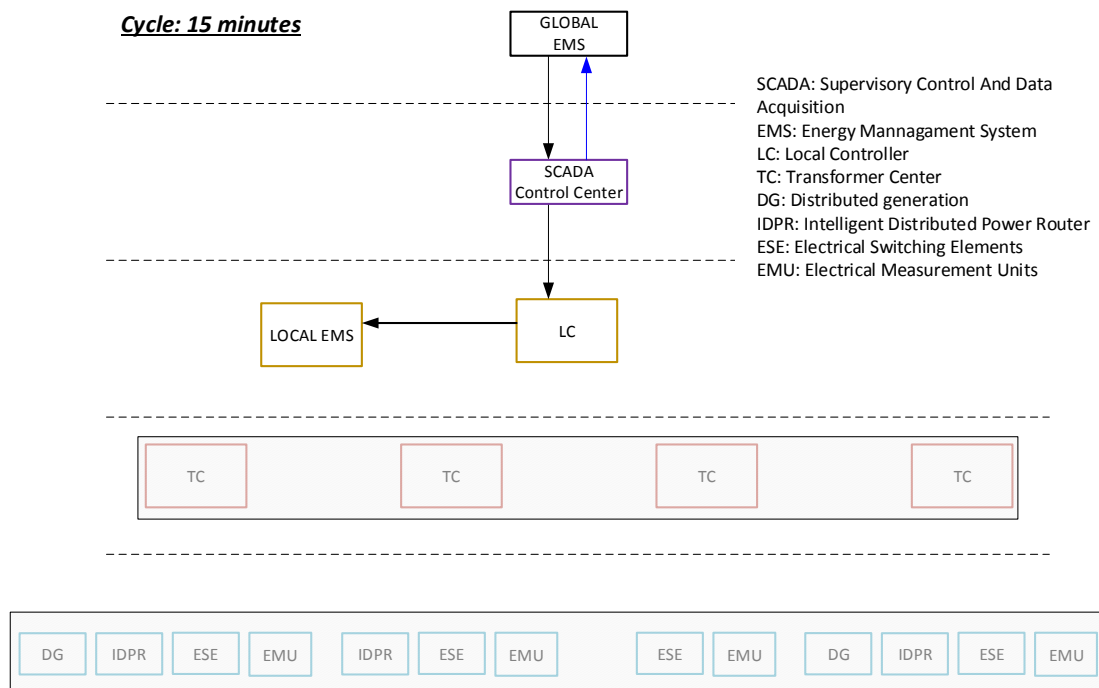 Cycle: 15 minutes
GLOBAL
EMS
SCADA: Supervisory Control And Data
Acquisition
EMS: Energy Mannagament System
LC: Local Controller
TC: Transformer Center
DG: Distributed generation
IDPR: Intelligent Distributed Power Router
ESE: Electrical Switching Elements
EMU: Electrical Measurement Units
SCADA
Control Center
LOCAL EMS
LC
TC
TC
TC
TC
DG
IDPR
ESE
EMU
IDPR
ESE
EMU
ESE
EMU
DG
IDPR
ESE
EMU